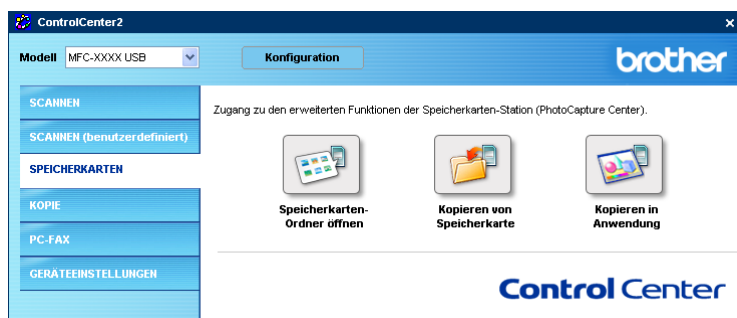 ControlCenter2
Modell MFC-XXXX USB Konfiguration brother
SCANNEN
SCANNEN (benutzerdefiniert)
SPEICHERKARTEN
KOPIE
PC-FAX
GERÄTEEINSTELLUNGEN
Zugang zu den erweiterten Funktionen der Speicherkarten-Station (PhotoCapture Center).
Speicherkarten-
Ordner öffnen
Kopieren von
Speicherkarte
Kopieren in
Anwendung
Control Center